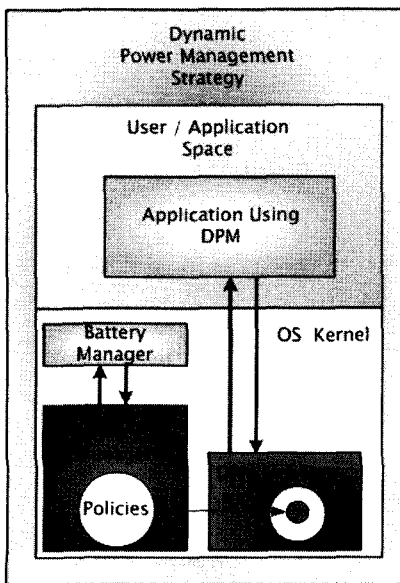 Dynamic
Power Management
Strategy
User / Application
Space
Application Using
DPM
Battery
Manager
OS Kernel
Policies